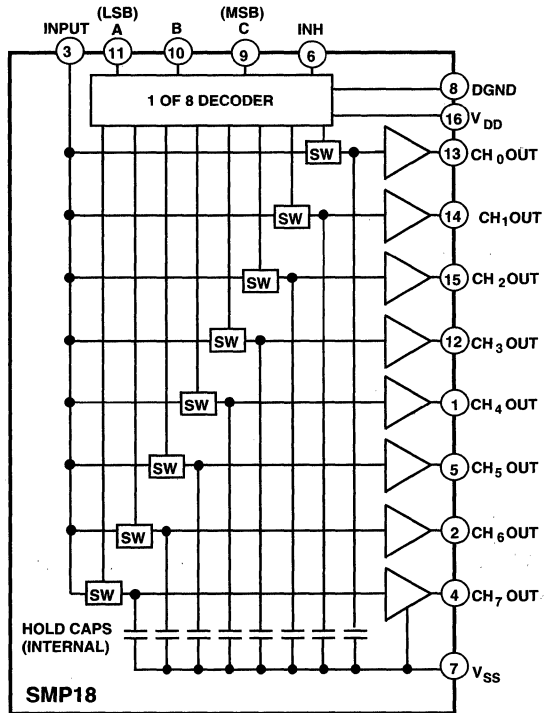 (LSB) (MSB)
INPUT A B C INH
3 11 10 9 6
8 DGND
1 OF 8 DECODER
16 VDD
SW 13 CH0OUT
SW 14 CH1OUT
SW 15 CH2OUT
SW 12 CH3OUT
SW 1 CH4OUT
SW 5 CH5OUT
SW 2 CH6OUT
SW 4 CH7OUT
HOLD CAPS
(INTERNAL)
7 VSS
SMP18